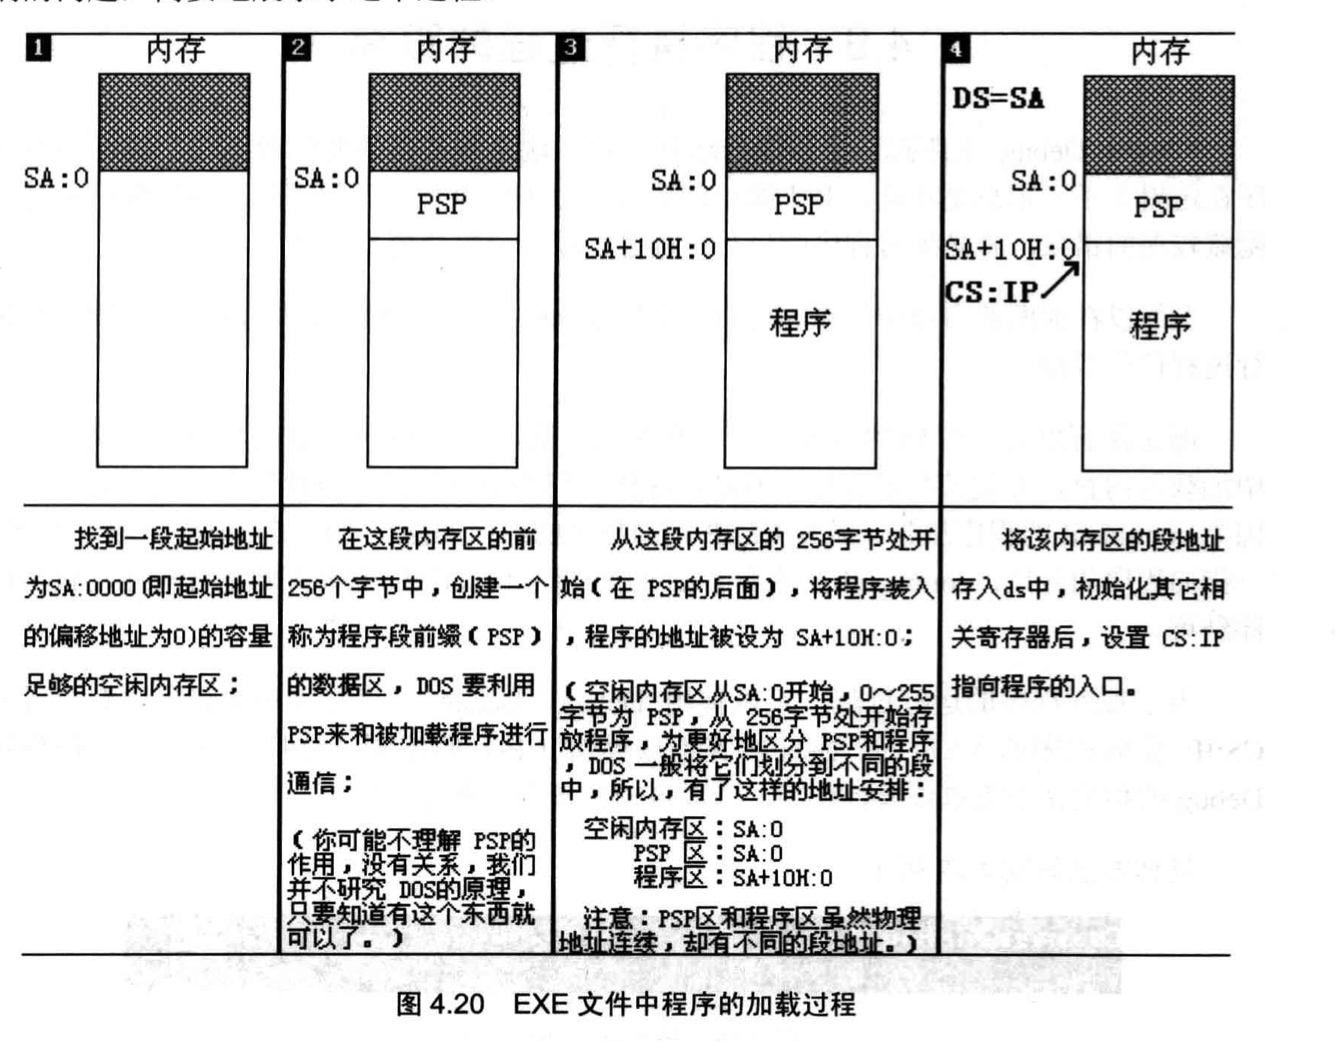 1
内存
SA:0
找到一段起始地址
为SA:0000(即起始地址
的偏移地址为0)的容量
足够的空闲内存区；
2
内存
SA:0
PSP
在这段内存区的前
256个字节中，创建一个
称为程序段前缀(PSP)
的数据区，DOS 要利用
PSP来和被加载程序进行
通信；
(你可能不理解 PSP的
作用，没有关系，我们
并不研究 DOS的原理，
只要知道有这个东西就
可以了。)
3
内存
SA:0
PSP
SA+10H:0
程序
从这段内存区的 256字节处开
始(在 PSP的后面)，将程序装入
，程序的地址被设为 SA+10H:0；
(空闲内存区从SA:0开始，0～255
字节为 PSP，从 256字节处开始存
放程序，为更好地区分 PSP和程序
，DOS 一般将它们划分到不同的段
中，所以，有了这样的地址安排：
空闲内存区：SA:0
PSP 区：SA:0
程序区：SA+10H:0
注意：PSP区和程序区虽然物理
地址连续，却有不同的段地址。)
4
内存
DS=SA
SA:0
PSP
SA+10H:0
CS:IP
程序
将该内存区的段地址
存入ds中，初始化其它相
关寄存器后，设置 CS:IP
指向程序的入口。
图 4.20 EXE 文件中程序的加载过程